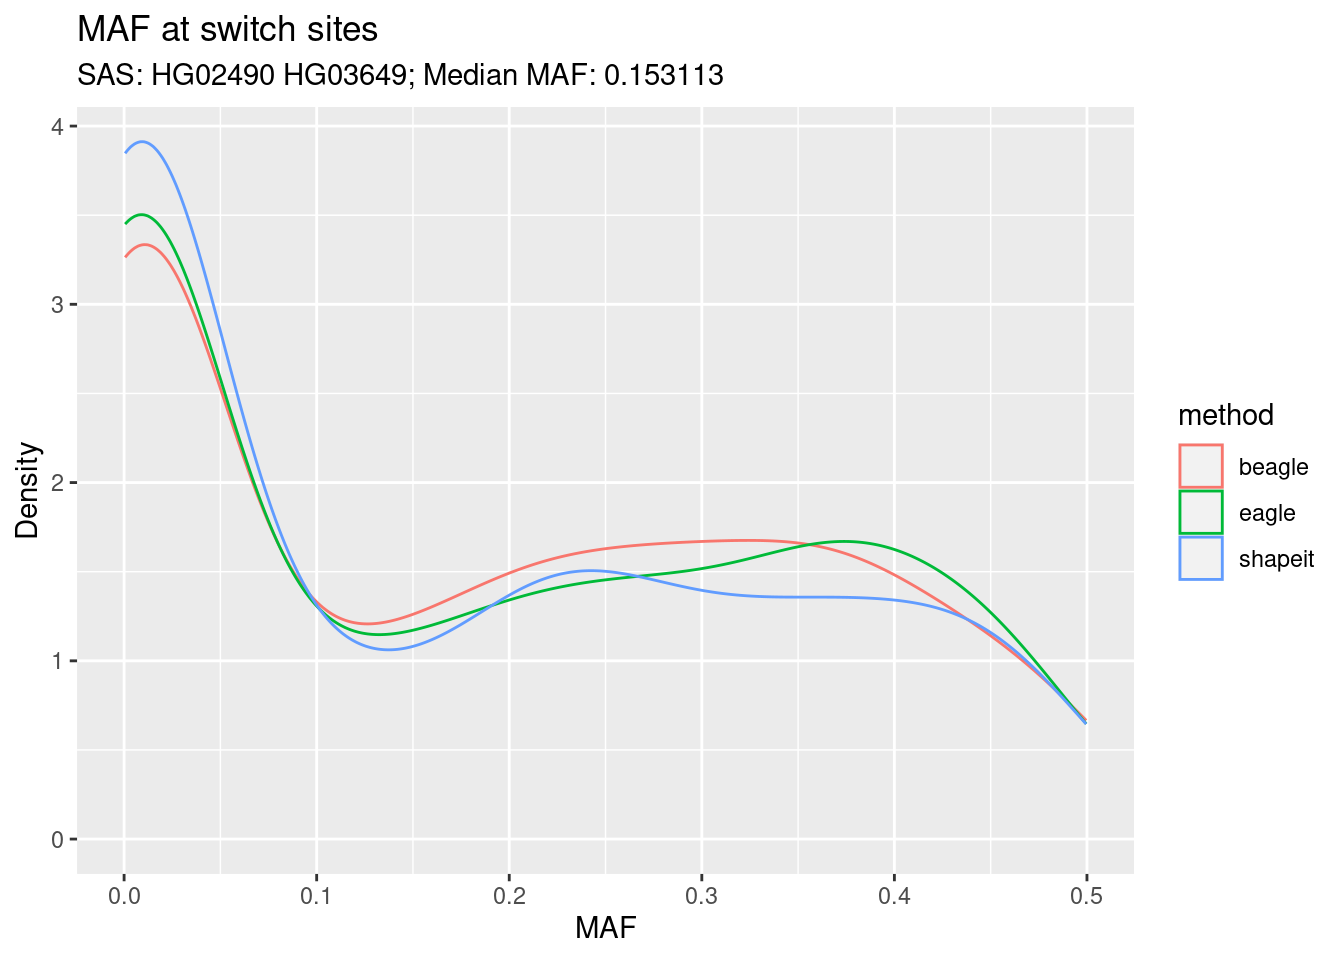 MAF at switch sites
SAS: HG02490 HG03649; Median MAF: 0.153113
4
3
2
1
0
Density
0.0 0.1 0.2 0.3 0.4 0.5
MAF
method
beagle
eagle
shapeit